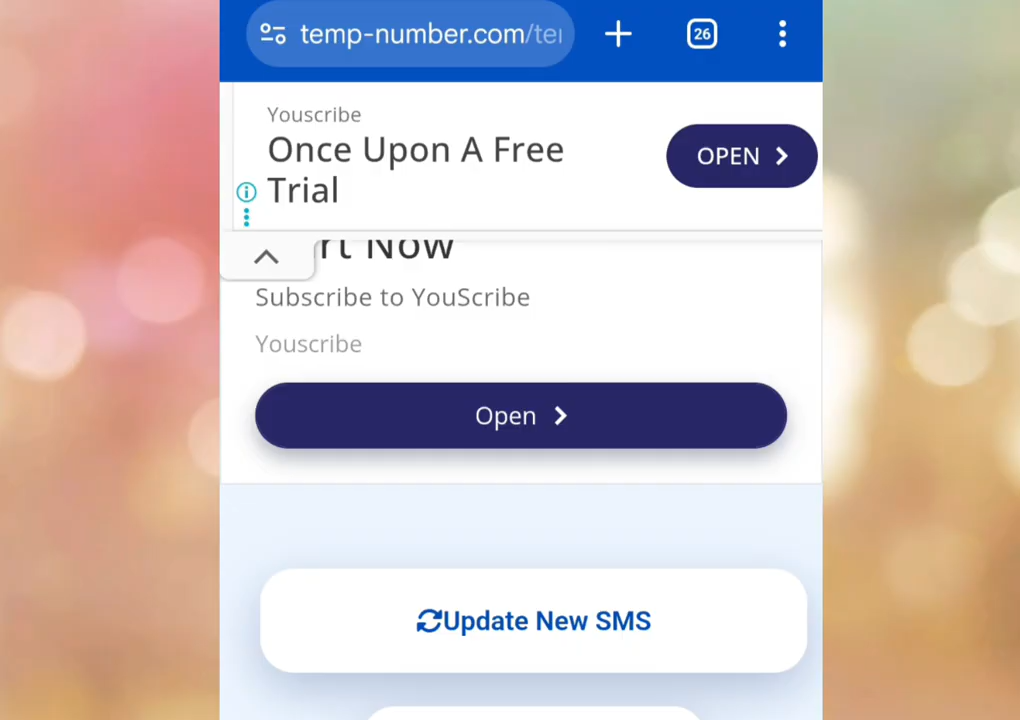 temp-number.com/te
26
Youscribe
Once Upon A Free
Trial
OPEN
Now
Subscribe to YouScribe
Youscribe
Open
Update New SMS